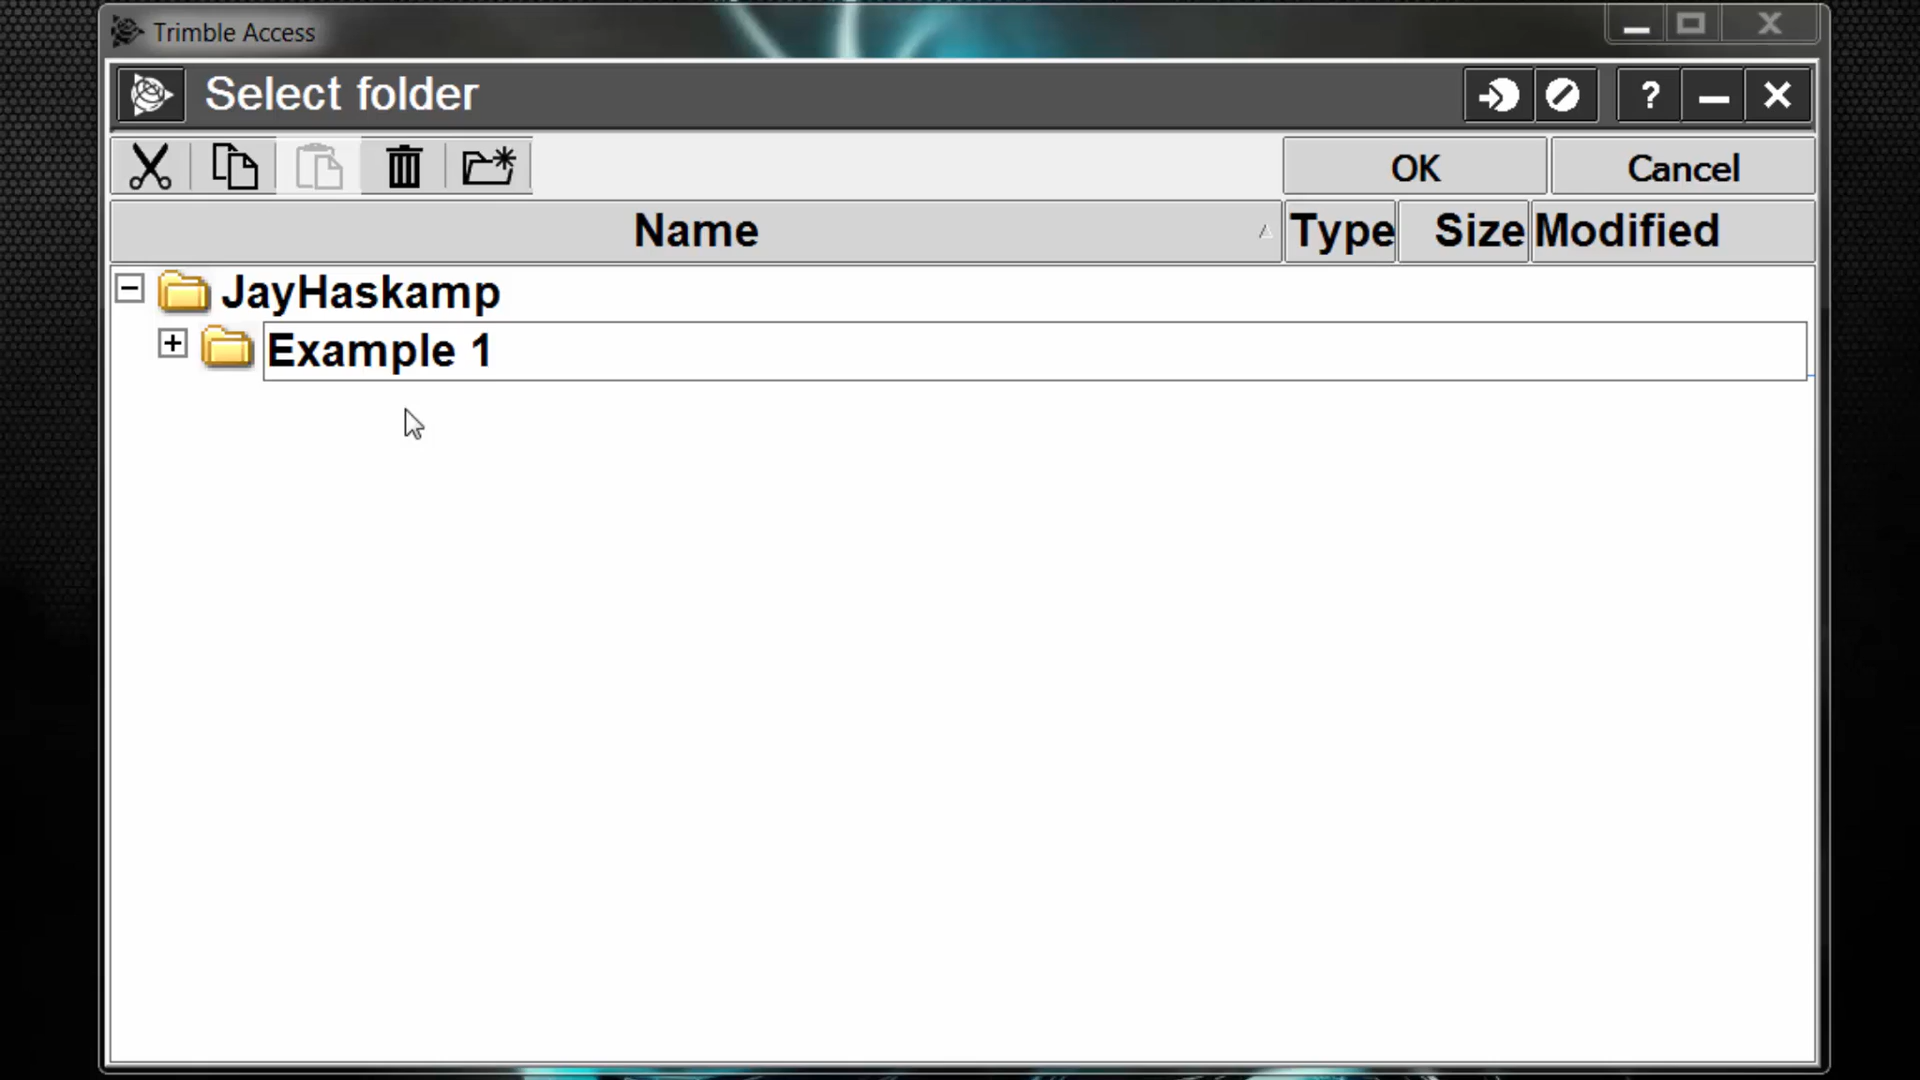 Trimble Access
Select folder
?
OK
Cancel
Name
Type
Size
Modified
JayHaskamp
Example 1